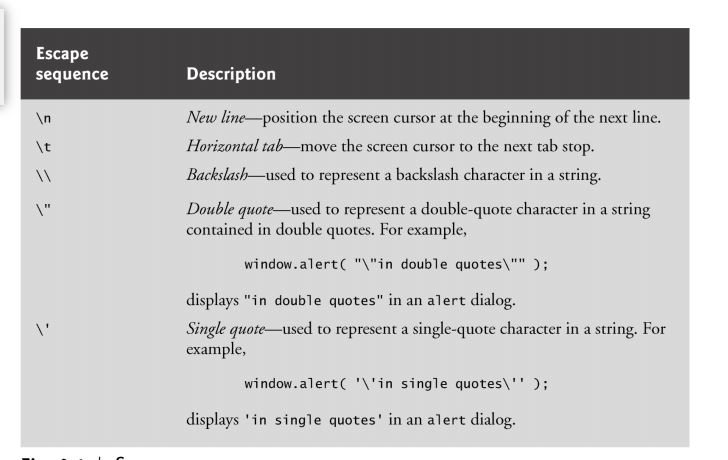 Escape
sequence Description
\n New line—position the screen cursor at the beginning of the next line.
\t Horizontal tab—move the screen cursor to the next tab stop.
\\ Backslash—used to represent a backslash character in a string.
\" Double quote—used to represent a double-quote character in a string
contained in double quotes. For example,
window.alert( "\"in double quotes\"" );
displays "in double quotes" in an alert dialog.
\' Single quote—used to represent a single-quote character in a string. For
example,
window.alert( '\'in single quotes\'' );
displays 'in single quotes' in an alert dialog.